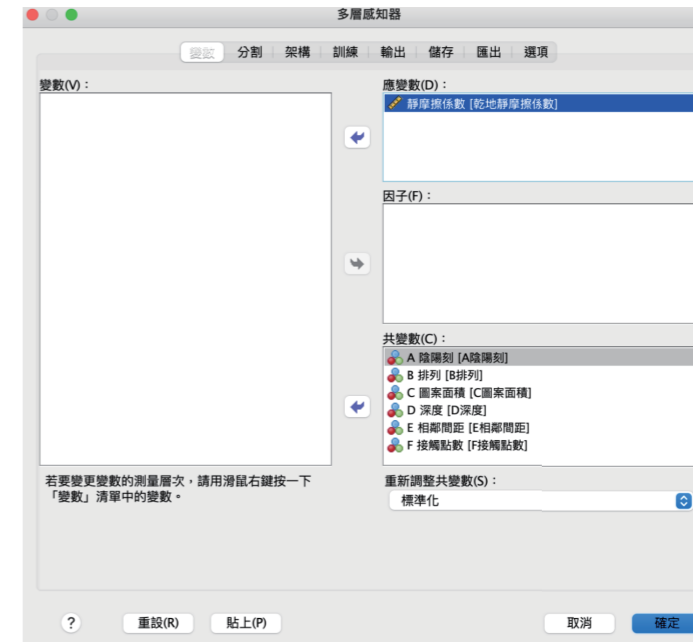 多層感知器
變數 分割 架構 訓練 輸出 儲存 匯出 選項
變數(V)：
應變數(D)：
靜摩擦係數 [乾地靜摩擦係數]
因子(F)：
共變數(C)：
A 陰陽刻 [A陰陽刻]
B 排列 [B排列]
C 圖案面積 [C圖案面積]
D 深度 [D深度]
E 相鄰間距 [E相鄰間距]
F 接觸點數 [F接觸點數]
若要變更變數的測量層次，請用滑鼠右鍵按一下
「變數」清單中的變數。
重新調整共變數(S)：
標準化
? 重設(R) 貼上(P) 取消 確定